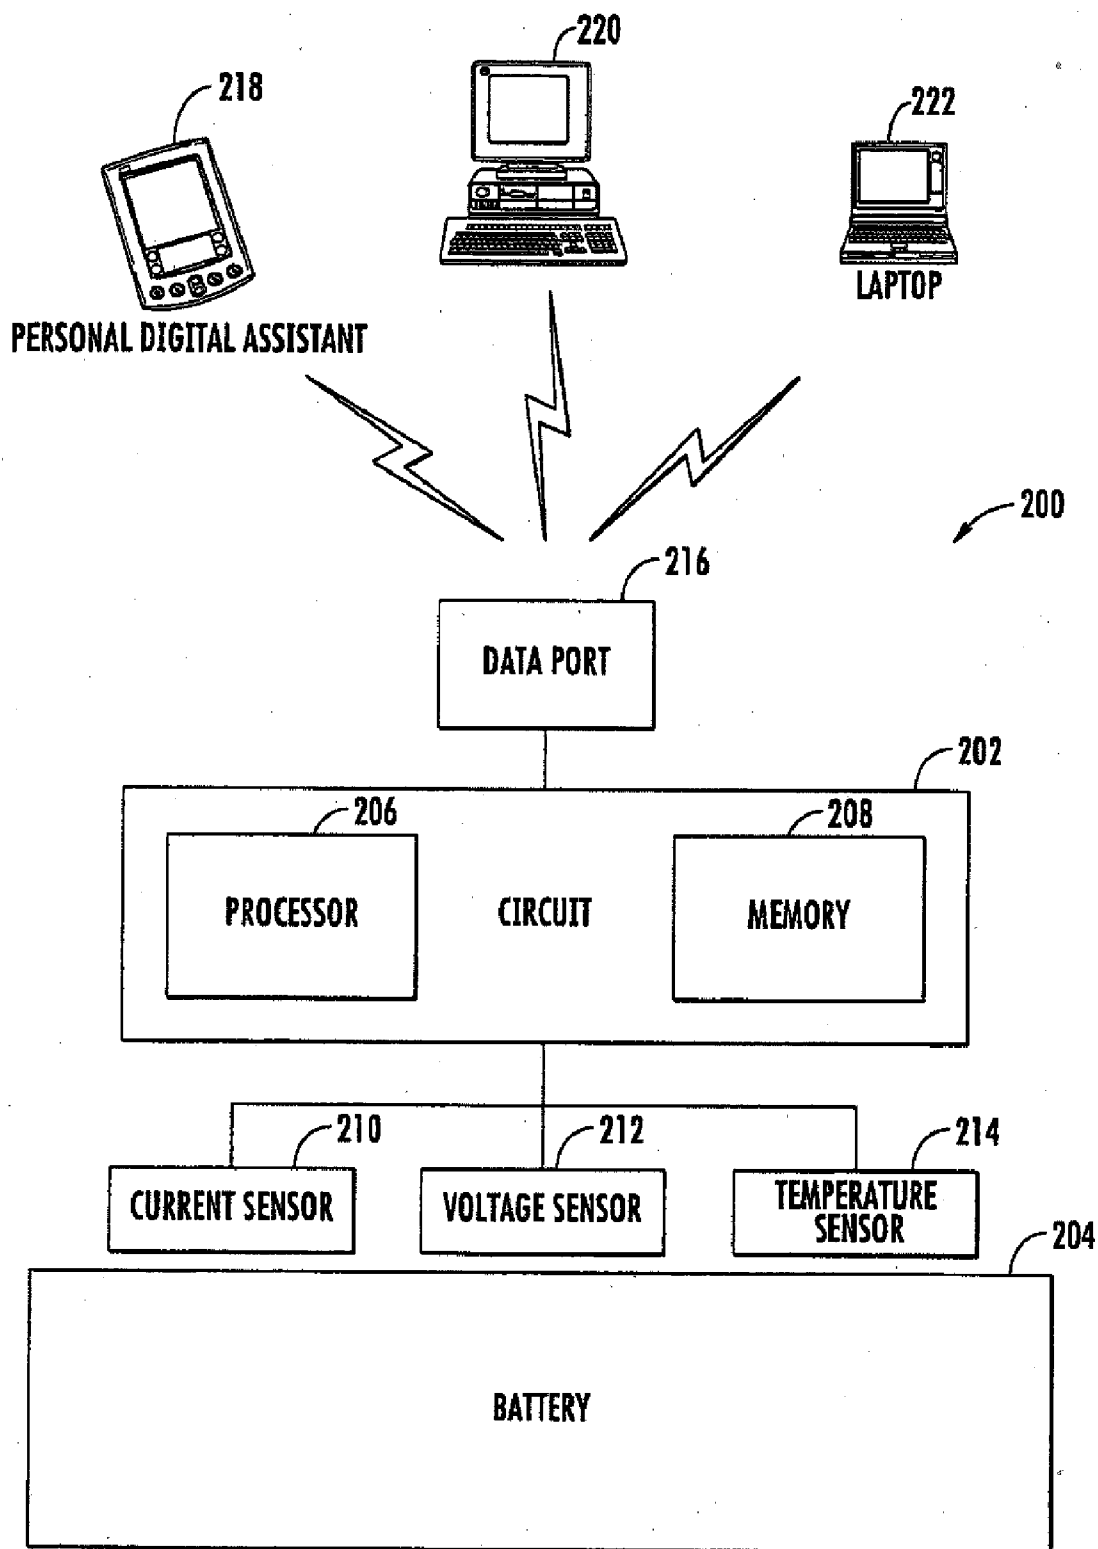 220
218
222
LAPTOP
PERSONAL DIGITAL ASSISTANT
200
216
DATA PORT
202
206
208
PROCESSOR
CIRCUIT
MEMORY
210
212
214
CURRENT SENSOR
VOLTAGE SENSOR
TEMPERATURE
SENSOR
204
BATTERY